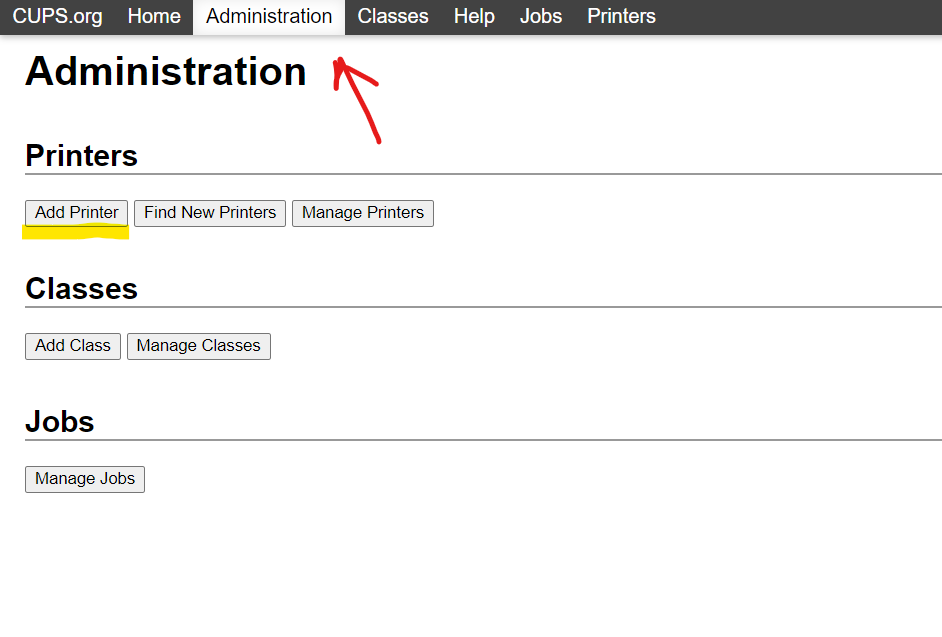 CUPS.org Home Administration Classes Help Jobs Printers
Administration
Printers
Add Printer Find New Printers Manage Printers
Classes
Add Class Manage Classes
Jobs
Manage Jobs